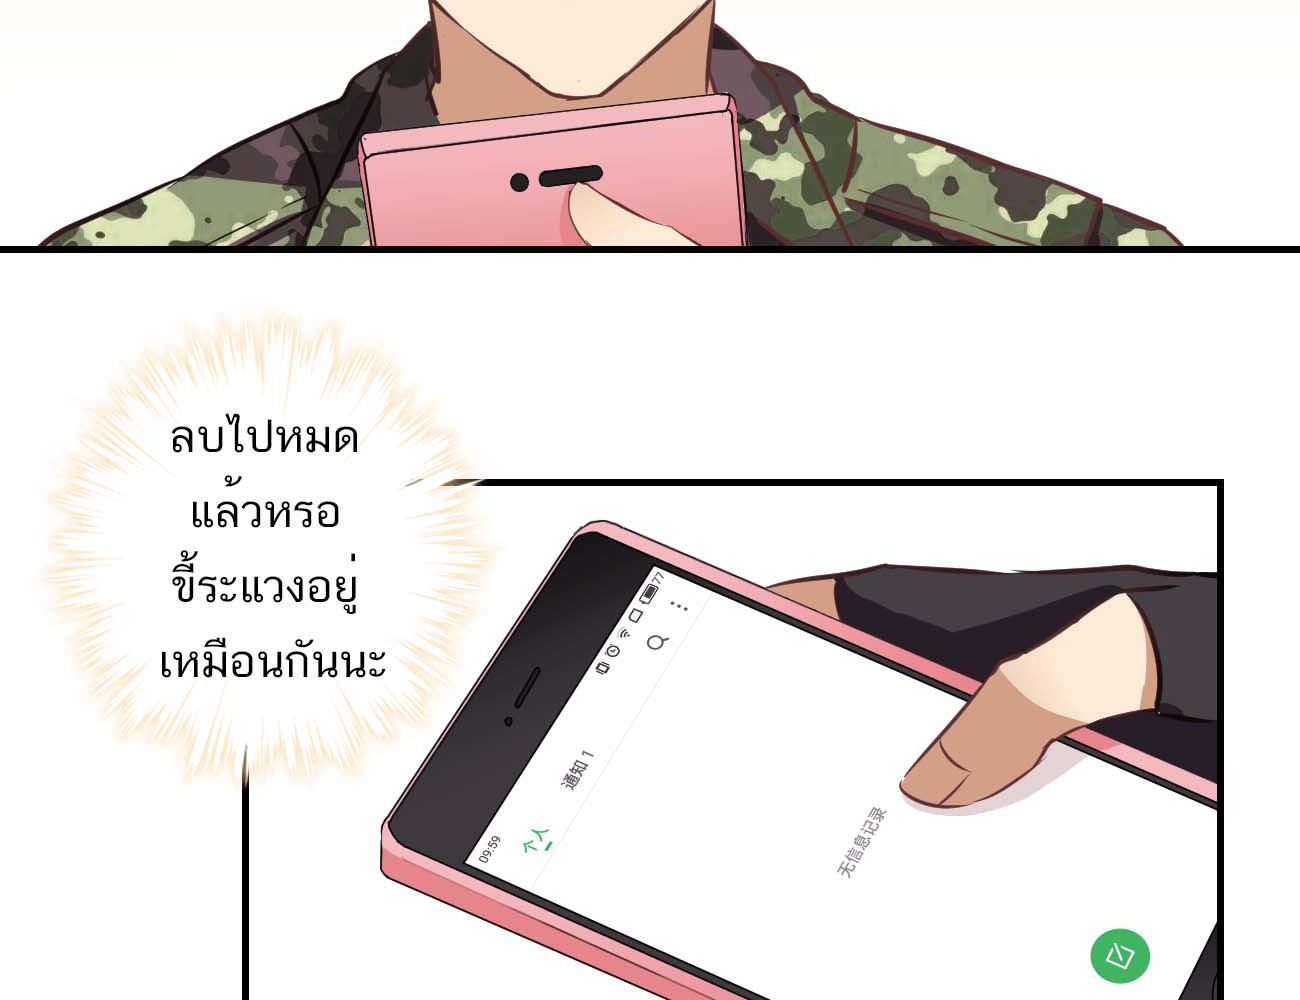 ลบไปหมด
แล้วหรอ
ขี้ระแวงอยู่
เหมือนกันนะ
09:59
77
个人
通知 1
无信息记录